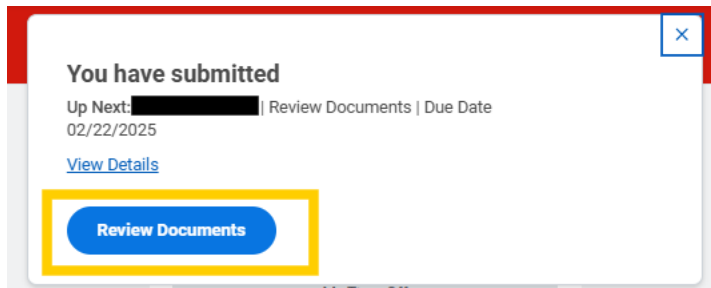 You have submitted
Up Next: | Review Documents | Due Date
02/22/2025
View Details
Review Documents